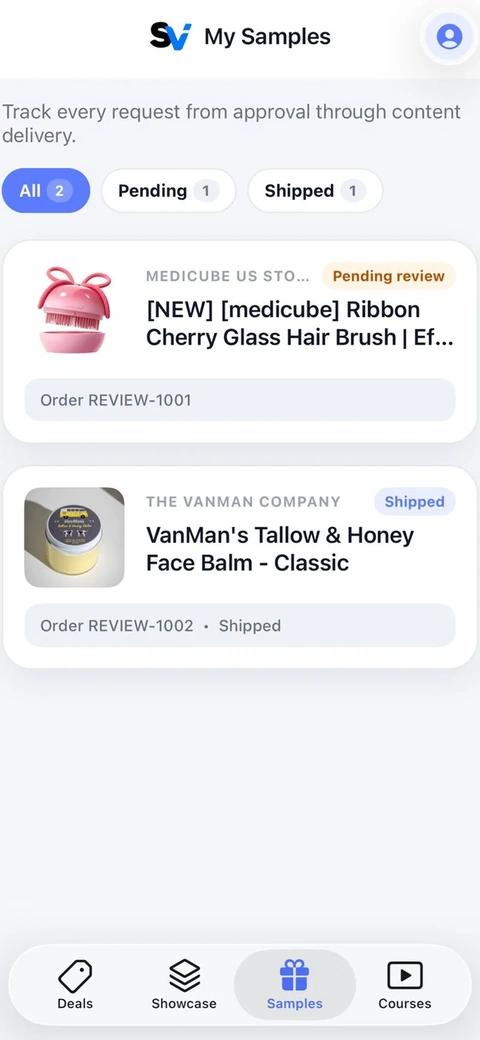 SV My Samples
Track every request from approval through content
delivery.
All 2 Pending 1 Shipped 1
MEDICUBE US STO... Pending review
[NEW] [medicube] Ribbon
Cherry Glass Hair Brush | Ef...
Order REVIEW-1001
THE VANMAN COMPANY Shipped
VanMan's Tallow & Honey
Face Balm - Classic
Order REVIEW-1002 • Shipped
Deals Showcase Samples Courses